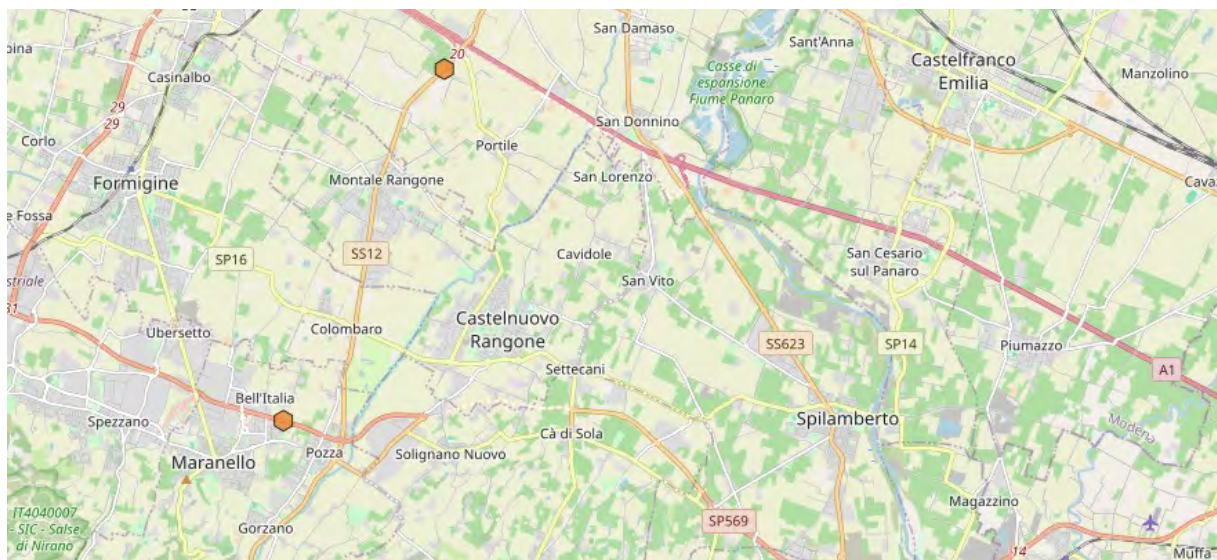 San Damaso
20
Sant'Anna
Castelfranco
Emilia
Manzolino
Casse di
espansione
Fiume Panaro
Casinalbo
29
29
Corlo
San Donnino
Portile
Formigine
Montale Rangone
San Lorenzo
Cava
e Fossa
SP16
SS12
Cavidole
San Cesario
sul Panaro
striale
San Vito
31
Ubersetto
Colombaro
Castelnuovo
Rangone
SS623
SP14
Piumazzo
Settecani
A1
Bell'Italia
Spezzano
Spilamberto
Modena
Cà di Sola
Maranello
Pozza
Solignano Nuovo
Magazzino
IT4040007
- SIC - Salse
di Nirano
Gorzano
SP569
14
Muffa